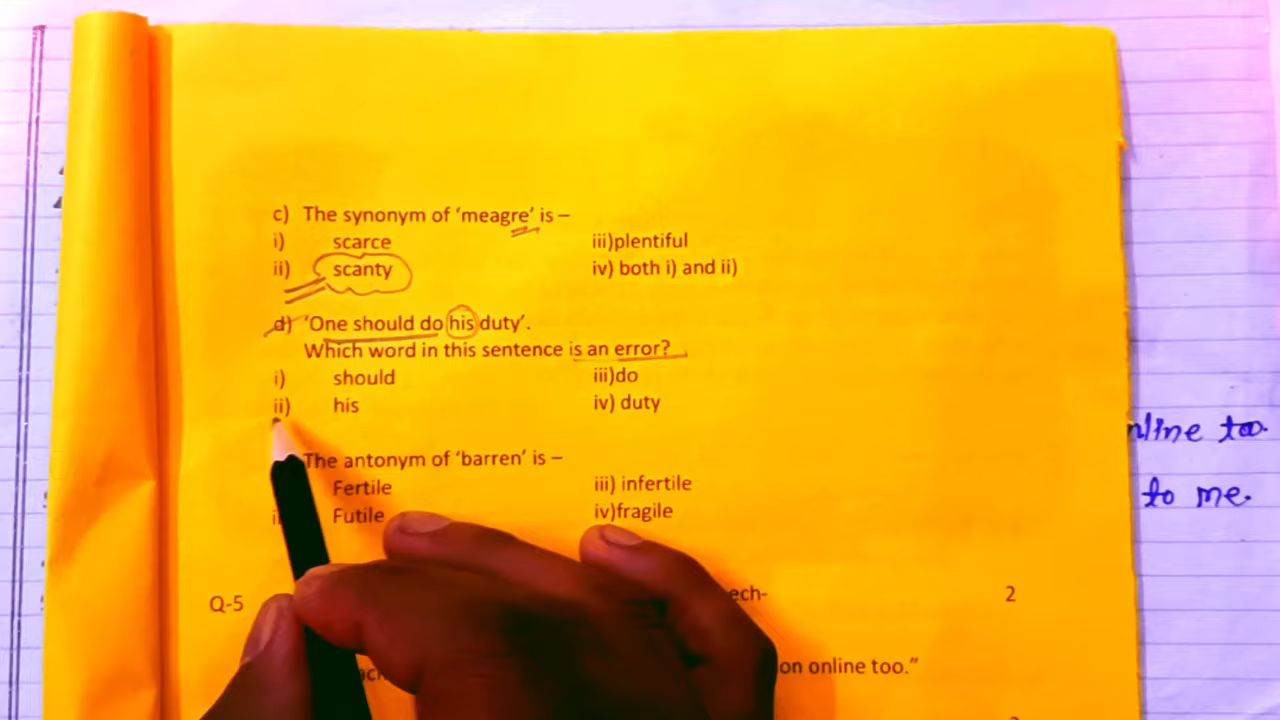 c) The synonym of ‘meagre’ is –
i) scarce iii)plentiful
ii) scanty iv) both i) and ii)
d) ‘One should do his duty’.
Which word in this sentence is an error?
i) should iii)do
ii) his iv) duty
The antonym of ‘barren’ is –
Fertile iii) infertile
Futile iv)fragile
Q-5 ech- 2
on online too.”
nline too.
to me.